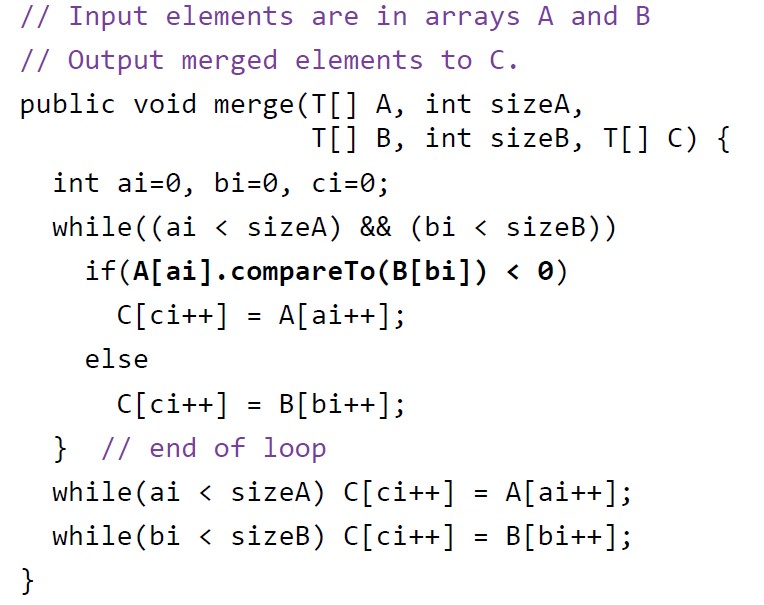 // Input elements are in arrays A and B
// Output merged elements to C.
public void merge(T[] A, int sizeA,
                  T[] B, int sizeB, T[] C) {
  int ai=0, bi=0, ci=0;
  while((ai < sizeA) && (bi < sizeB))
    if(A[ai].compareTo(B[bi]) < 0)
      C[ci++] = A[ai++];
    else
      C[ci++] = B[bi++];
  }  // end of loop
  while(ai < sizeA) C[ci++] = A[ai++];
  while(bi < sizeB) C[ci++] = B[bi++];
}